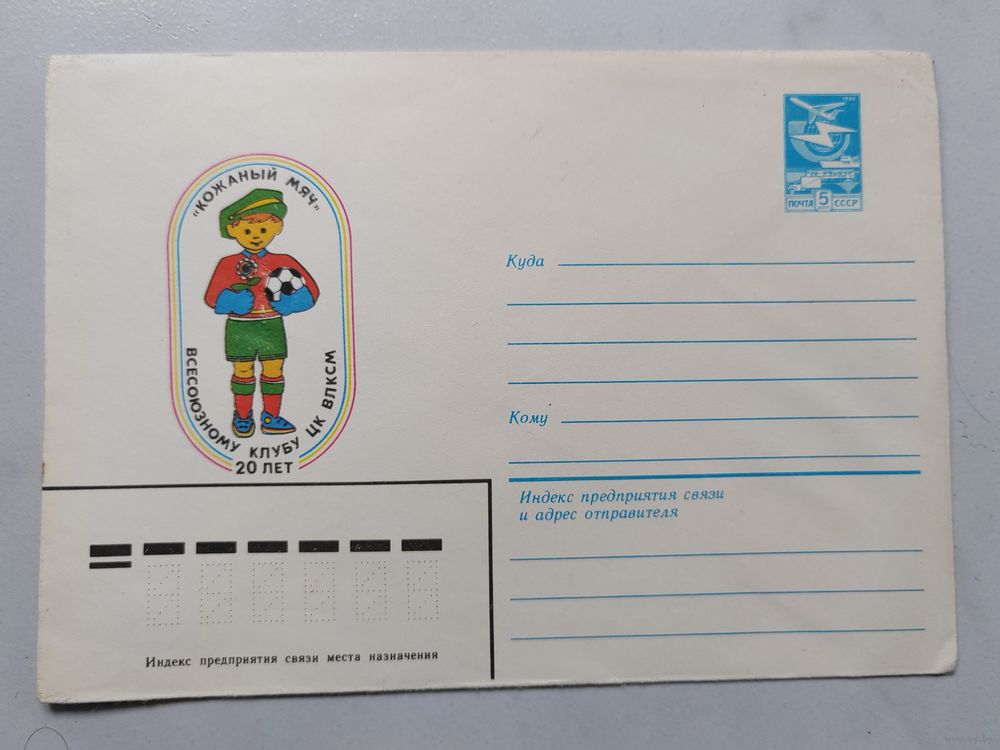 «КОЖАНЫЙ МЯЧ»
ВСЕСОЮЗНОМУ КЛУБУ ЦК ВЛКСМ
20 ЛЕТ
1982
ПОЧТА 5 СССР
Куда
Кому
Индекс предприятия связи
и адрес отправителя
Индекс предприятия связи места назначения